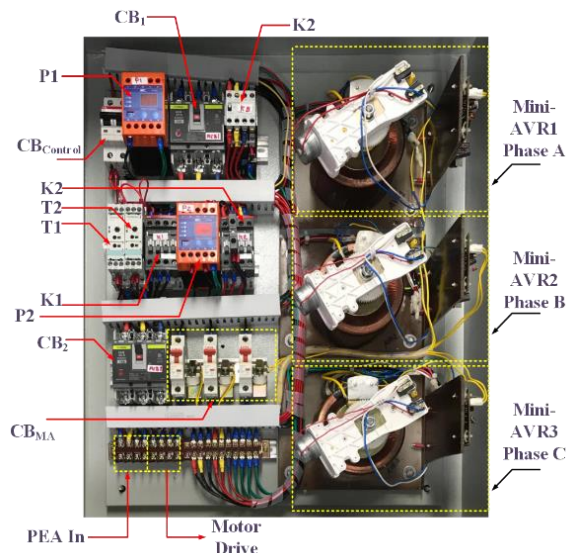 CB1
K2
P1
Mini-
AVR1
Phase A
CBControl
K2
T2
T1
Mini-
AVR2
Phase B
K1
P2
CB2
Mini-
AVR3
Phase C
CBMA
PEA In
Motor
Drive